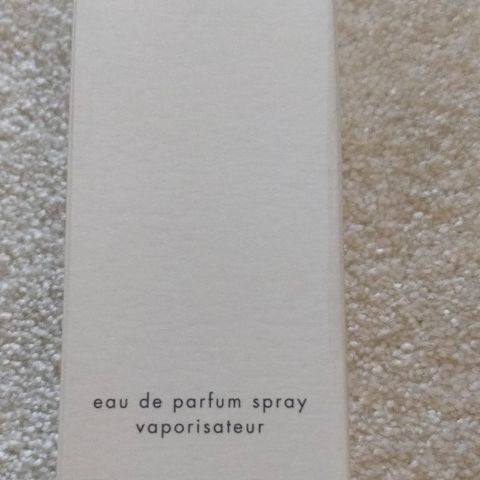 eau de parfum spray
vaporisateur